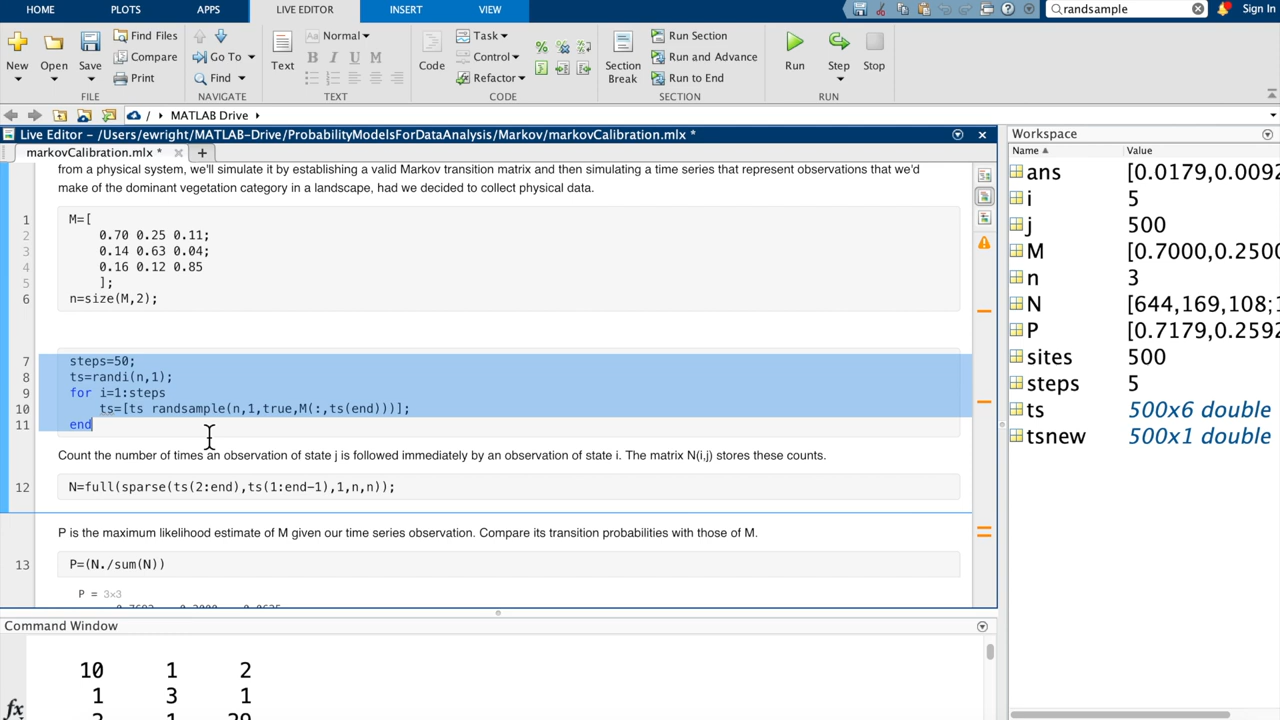 HOME PLOTS APPS LIVE EDITOR INSERT VIEW randsample Sign In
New Open Save Find Files Compare Print
Go To Find
Text Normal B I U M
Code Task Control Refactor
Section Break Run Section Run and Advance Run to End
Run Step Stop
FILE NAVIGATE TEXT CODE SECTION RUN
/ MATLAB Drive
Live Editor - /Users/ewright/MATLAB-Drive/ProbabilityModelsForDataAnalysis/Markov/markovCalibration.mlx *
markovCalibration.mlx * +
from a physical system, we'll simulate it by establishing a valid Markov transition matrix and then simulating a time series that represent observations that we'd
make of the dominant vegetation category in a landscape, had we decided to collect physical data.
1 M=[
2 0.70 0.25 0.11;
3 0.14 0.63 0.04;
4 0.16 0.12 0.85
5 ];
6 n=size(M,2);
7 steps=50;
8 ts=randi(n,1);
9 for i=1:steps
10 ts=[ts randsample(n,1,true,M(:,ts(end)))];
11 end
Count the number of times an observation of state j is followed immediately by an observation of state i. The matrix N(i,j) stores these counts.
12 N=full(sparse(ts(2:end),ts(1:end-1),1,n,n));
P is the maximum likelihood estimate of M given our time series observation. Compare its transition probabilities with those of M.
13 P=(N./sum(N))
P = 3×3
Command Window
10 1 2
1 3 1
fx
Workspace
Name Value
ans [0.0179,0.0092
i 5
j 500
M [0.7000,0.2500
n 3
N [644,169,108;
P [0.7179,0.2592
sites 500
steps 5
ts 500x6 double
tsnew 500x1 double